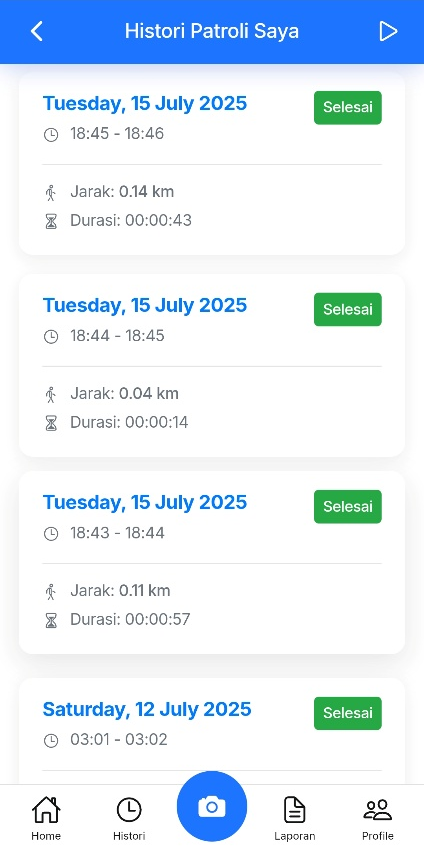 Histori Patroli Saya
Tuesday, 15 July 2025
Selesai
18:45 - 18:46
Jarak: 0.14 km
Durasi: 00:00:43
Tuesday, 15 July 2025
Selesai
18:44 - 18:45
Jarak: 0.04 km
Durasi: 00:00:14
Tuesday, 15 July 2025
Selesai
18:43 - 18:44
Jarak: 0.11 km
Durasi: 00:00:57
Saturday, 12 July 2025
Selesai
03:01 - 03:02
Home
Histori
Laporan
Profile